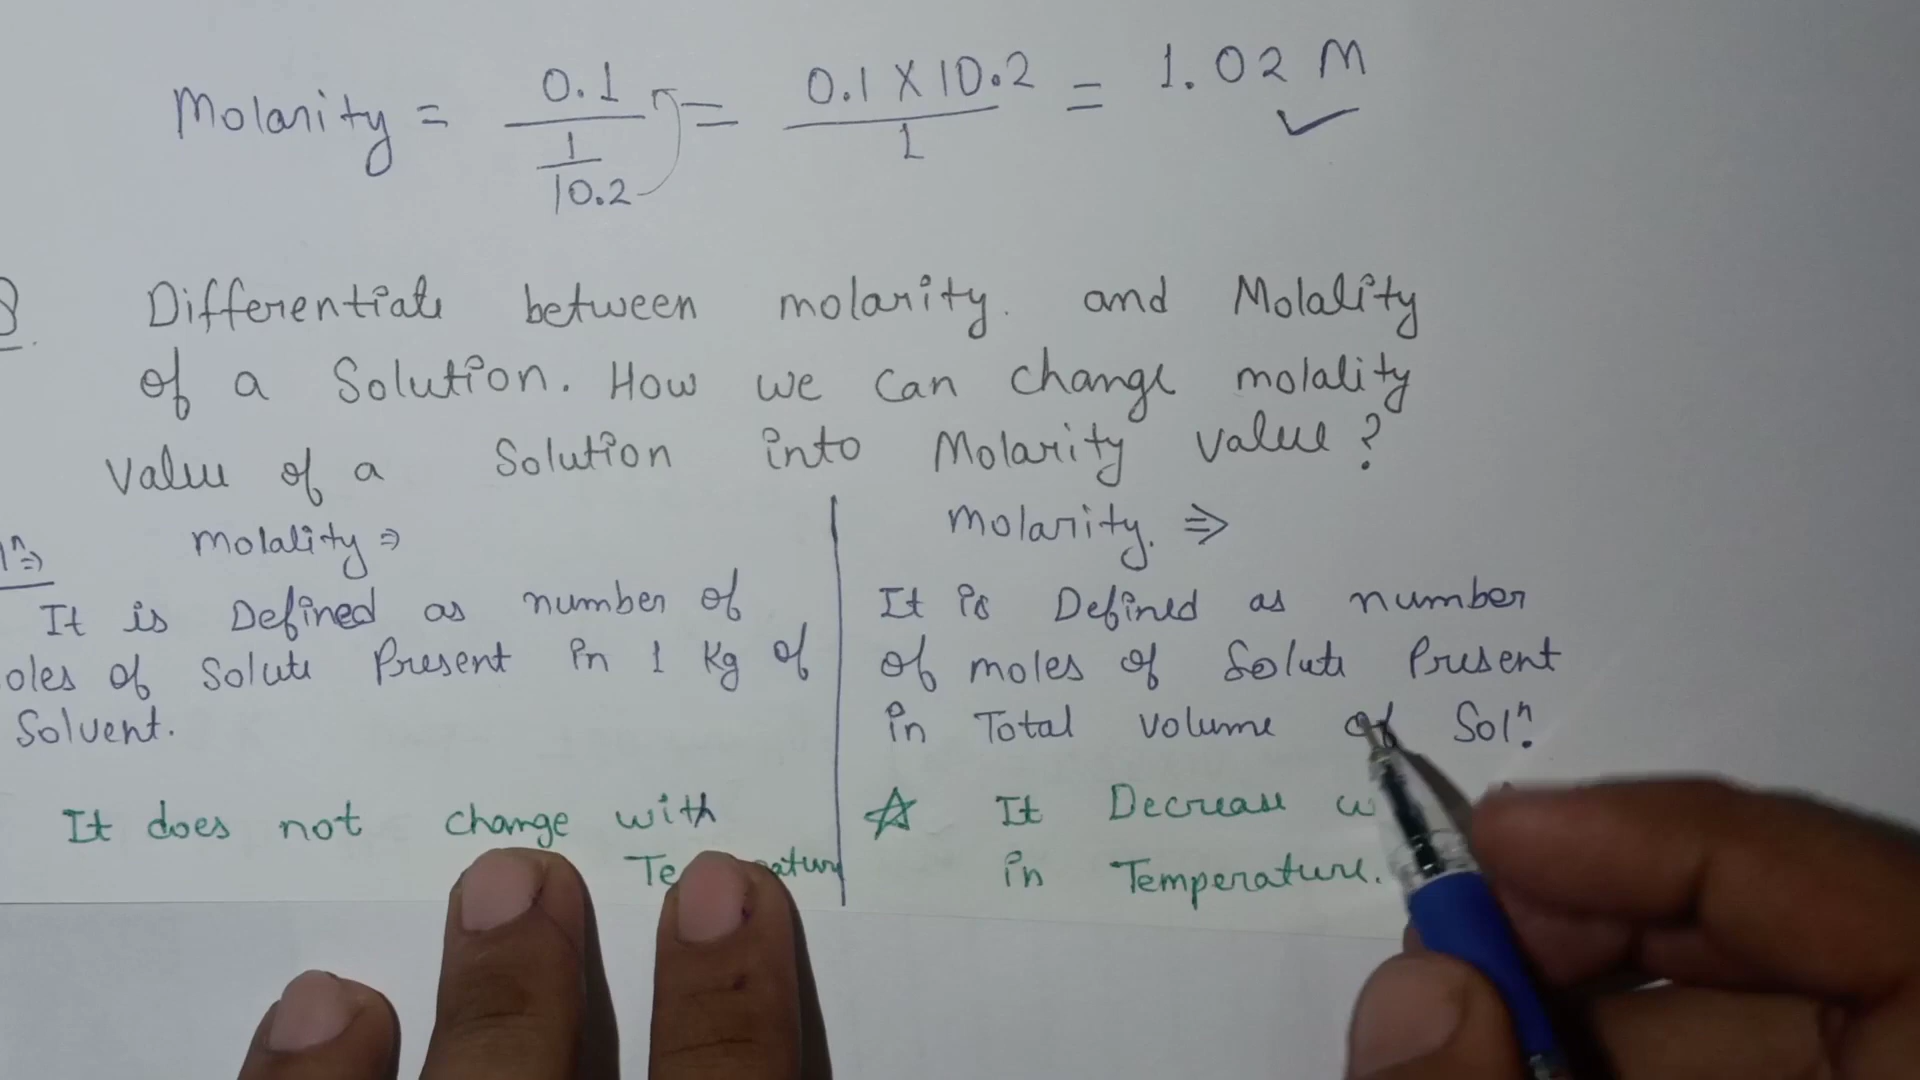 Molarity = 0.1 / (1/10.2) = 0.1 X 10.2 / 1 = 1.02 M
Differentiate between molarity. and Molality
of a Solution. How we can change molality
value of a Solution into Molarity value?
Molality ⇒
It is Defined as number of
oles of Solute Present in 1 Kg of
Solvent.
It does not change with
Molarity. ⇒
It is Defined as number
of moles of Solute Present
in Total volume of Solⁿ.
☆ It Decrease
in Temperature.